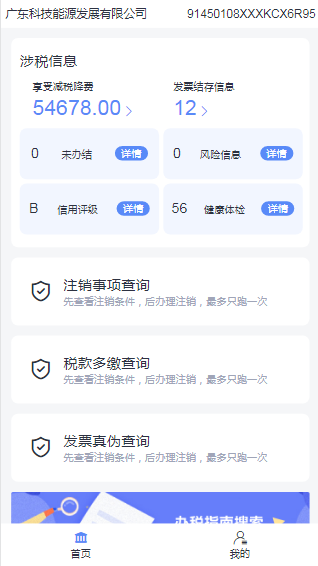 广东科技能源发展有限公司 91450108XXXKCX6R95
涉税信息
享受减税降费 发票结存信息
54678.00 12
0 未办结 详情 0 风险信息 详情
B 信用评级 详情 56 健康体检 详情
注销事项查询
先查看注销条件，后办理注销，最多只跑一次
税款多缴查询
先查看注销条件，后办理注销，最多只跑一次
发票真伪查询
先查看注销条件，后办理注销，最多只跑一次
办税指南搜索
首页 我的